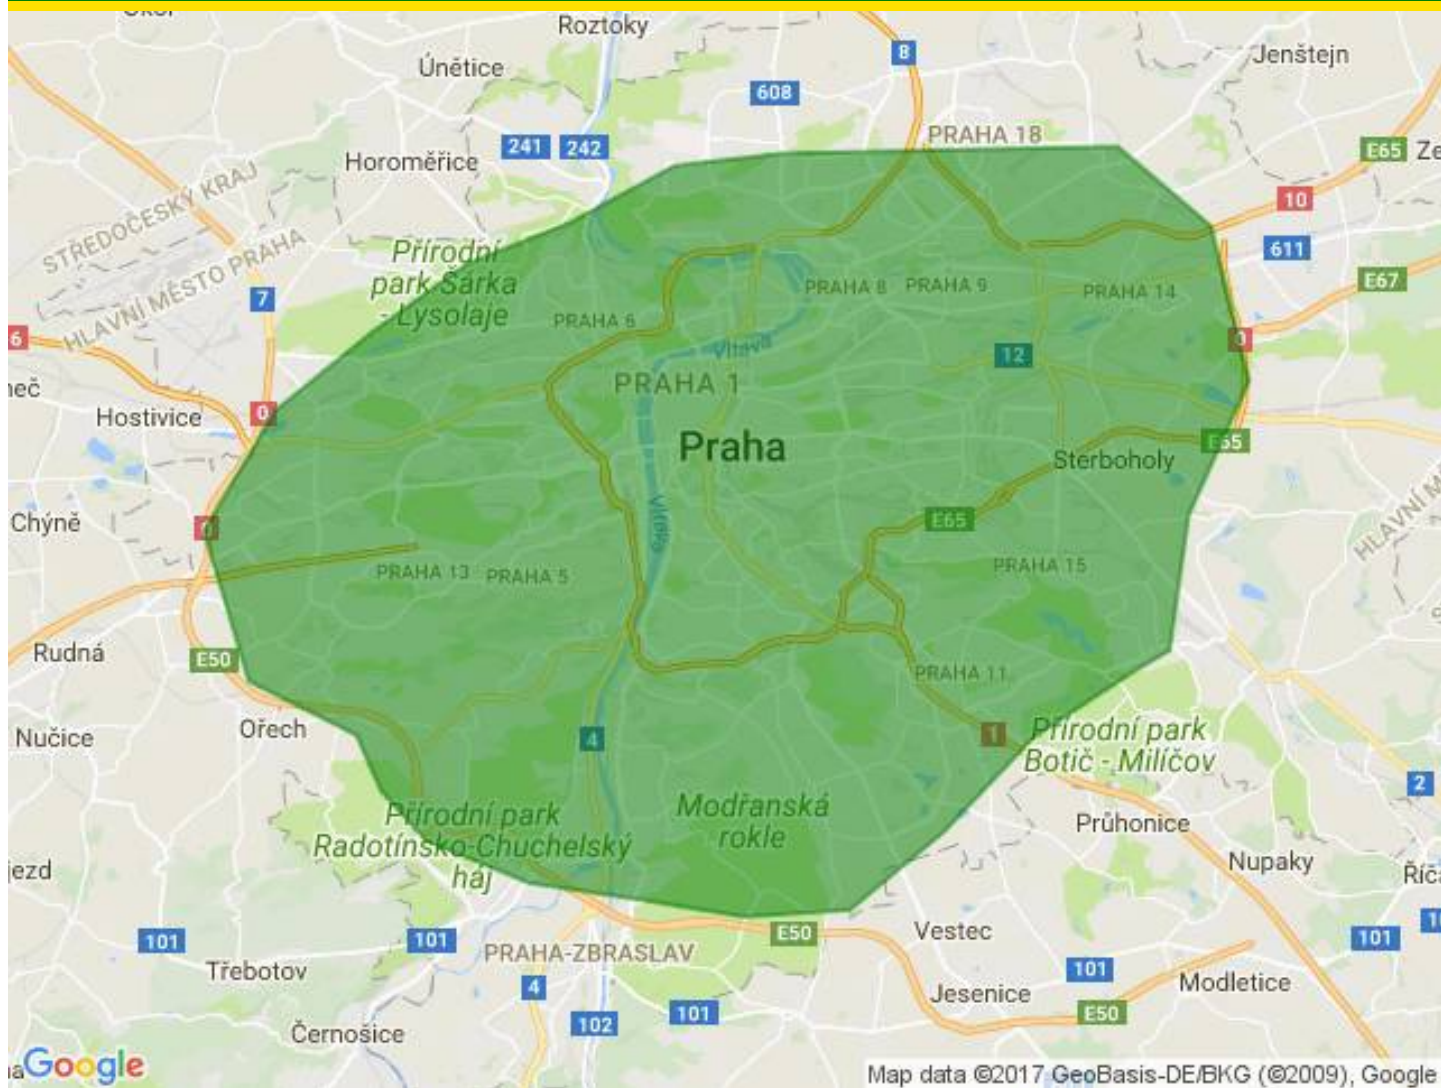 Roztoky
Únětice
8
Jenštejn
608
241
242
PRAHA 18
Horoměřice
E65
STŘEDOČESKÝ KRAJ
HLAVNÍ MĚSTO PRAHA
10
611
Přírodní
park Šárka
- Lysolaje
7
PRAHA 8
PRAHA 9
PRAHA 14
E67
PRAHA 6
6
0
Vltava
12
PRAHA 1
Hostivice
0
Praha
E65
Sterboholy
Chýně
0
Vltava
E65
PRAHA 13
PRAHA 5
PRAHA 15
Rudná
E50
PRAHA 11
Nučice
Ořech
4
1
Přírodní park
Botič - Milíčov
2
Přírodní park
Radotínsko-Chuchelský
háj
Modřanská
rokle
Průhonice
Nupaky
101
101
PRAHA-ZBRASLAV
E50
Vestec
101
Třebotov
4
101
Modletice
Jesenice
E50
Černošice
102
101
Google
Map data ©2017 GeoBasis-DE/BKG (©2009), Google